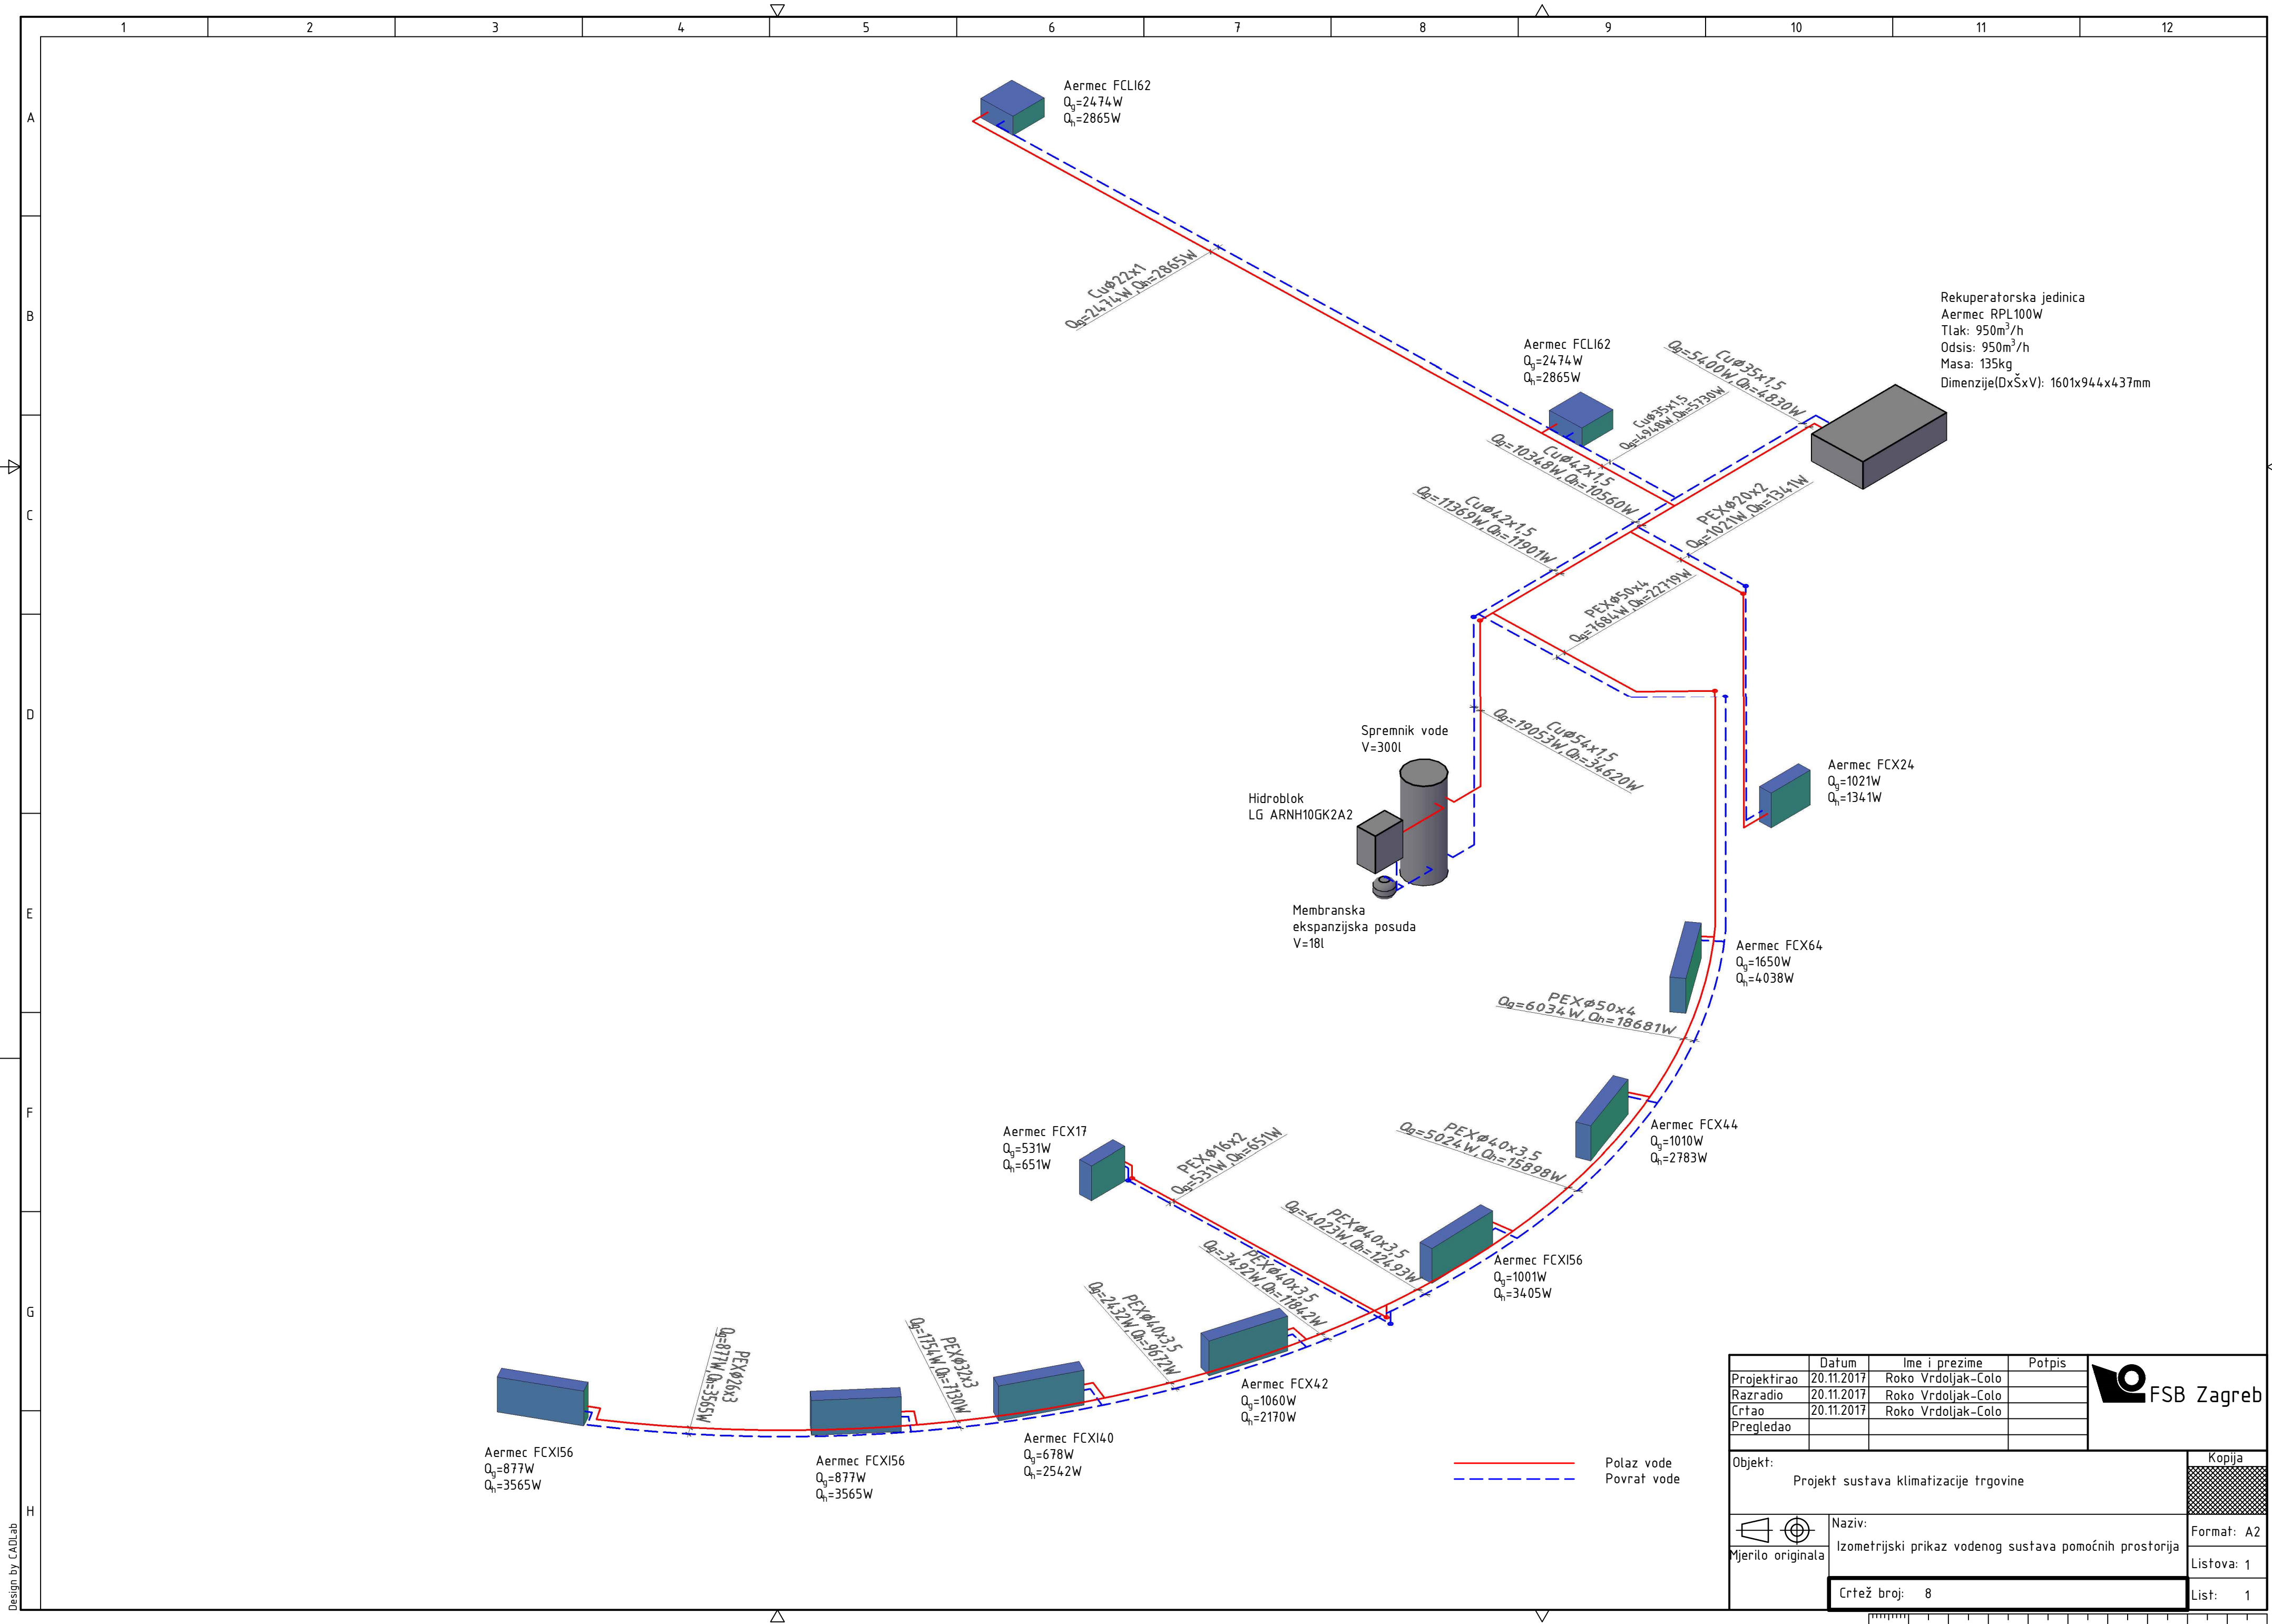 1 2 3 4 5 6 7 8 9 10 11 12
A
B
C
D
E
F
G
H
Aermec FCLI62
Qg=2474W
Qh=2865W
CuΦ22x1
Qg=2474W,Qh=2865W
Rekuperatorska jedinica
Aermec RPL100W
Tlak: 950m³/h
Odsis: 950m³/h
Masa: 135kg
Dimenzije(DxŠxV): 1601x944x437mm
Aermec FCLI62
Qg=2474W
Qh=2865W
CuΦ35x1,5
Qg=5400W,Qh=4830W
CuΦ35x1,5
Qg=4948W,Qh=5730W
CuΦ42x1,5
Qg=10348W,Qh=10560W
CuΦ42x1,5
Qg=11369W,Qh=11901W
PEXΦ20x2
Qg=1021W,Qh=1341W
PEXΦ50x4
Qg=7684W,Qh=22719W
CuΦ54x1,5
Qg=19053W,Qh=34620W
Spremnik vode
V=300l
Hidroblok
LG ARNH10GK2A2
Membranska
ekspanzijska posuda
V=18l
Aermec FCX24
Qg=1021W
Qh=1341W
Aermec FCX64
Qg=1650W
Qh=4038W
PEXΦ50x4
Qg=6034W,Qh=18681W
Aermec FCX44
Qg=1010W
Qh=2783W
PEXΦ40x3,5
Qg=5024W,Qh=15898W
Aermec FCX17
Qg=531W
Qh=651W
PEXΦ16x2
Qg=531W,Qh=651W
Aermec FCXI56
Qg=1001W
Qh=3405W
PEXΦ40x3,5
Qg=4023W,Qh=12493W
PEXΦ40x3,5
Qg=3492W,Qh=11842W
Aermec FCX42
Qg=1060W
Qh=2170W
PEXΦ40x3,5
Qg=2432W,Qh=9672W
Aermec FCXI40
Qg=678W
Qh=2542W
PEXΦ32x3
Qg=1754W,Qh=7130W
Aermec FCXI56
Qg=877W
Qh=3565W
PEXΦ26x3
Qg=877W,Qh=3565W
Aermec FCXI56
Qg=877W
Qh=3565W
Polaz vode
Povrat vode
Datum Ime i prezime Potpis
Projektirao 20.11.2017 Roko Vrdoljak-Colo
Razradio 20.11.2017 Roko Vrdoljak-Colo
Crtao 20.11.2017 Roko Vrdoljak-Colo
Pregledao
FSB Zagreb
Objekt:
Projekt sustava klimatizacije trgovine
Kopija
Naziv:
Izometrijski prikaz vodenog sustava pomoćnih prostorija
Mjerilo originala
Format: A2
Listova: 1
Crtež broj: 8
List: 1
Design by CADLab